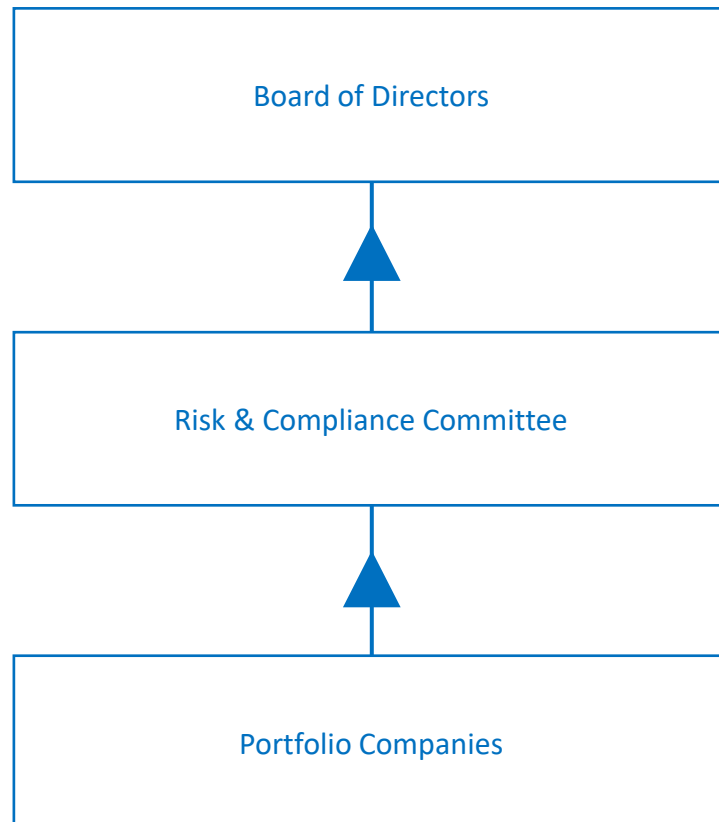 Board of Directors
Risk & Compliance Committee
Portfolio Companies